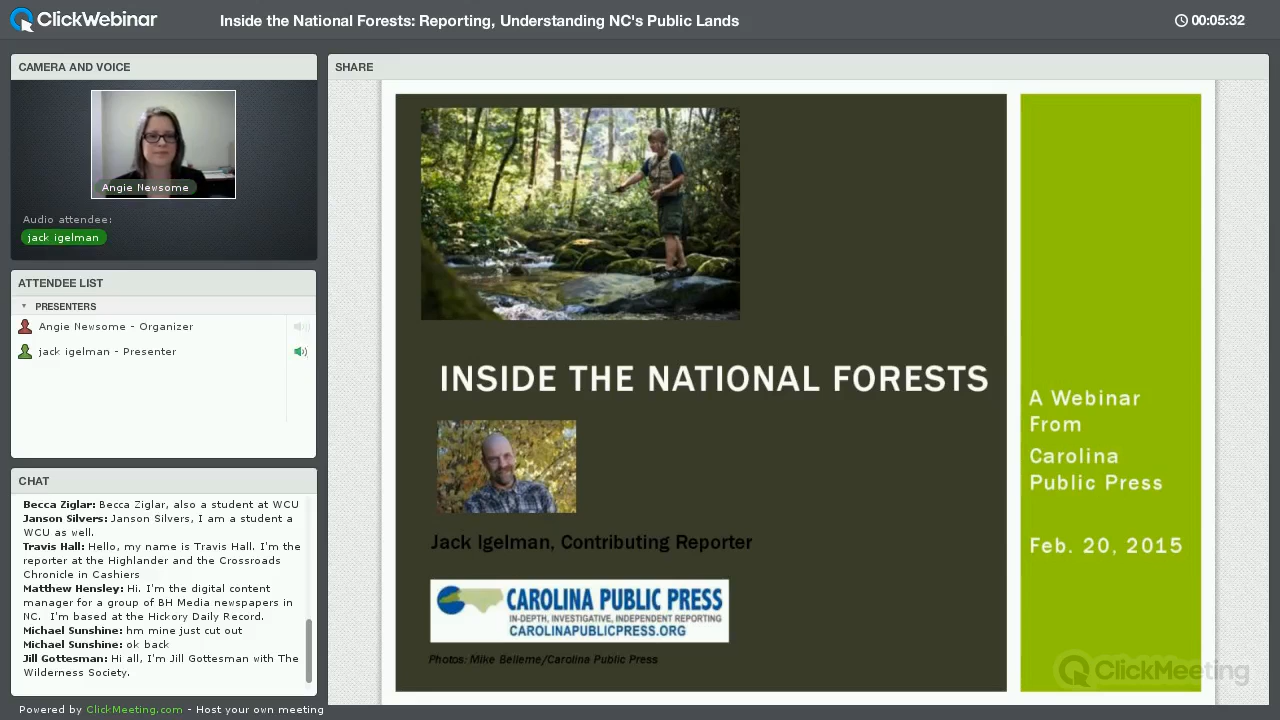 ClickWebinar
Inside the National Forests: Reporting, Understanding NC's Public Lands
00:05:32
CAMERA AND VOICE
Angie Newsome
Audio attendee:
jack igelman
ATTENDEE LIST
PRESENTERS
Angie Newsome - Organizer
jack igelman - Presenter
CHAT
Becca Ziglar: Becca Ziglar, also a student at WCU
Janson Silvers: Janson Silvers, I am a student a
WCU as well.
Travis Hall: Hello, my name is Travis Hall. I'm the
reporter at the Highlander and the Crossroads
Chronicle in Cashiers
Matthew Hensley: Hi. I'm the digital content
manager for a group of BH Media newspapers in
NC. I'm based at the Hickory Daily Record.
Michael Sunshine: hm mine just cut out
Michael Sunshine: ok back
Jill Gottesman: Hi all, I'm Jill Gottesman with The
Wilderness Society.
Powered by ClickMeeting.com - Host your own meeting
SHARE
INSIDE THE NATIONAL FORESTS
Jack Igelman, Contributing Reporter
CAROLINA PUBLIC PRESS
IN-DEPTH, INVESTIGATIVE, INDEPENDENT REPORTING
CAROLINAPUBLICPRESS.ORG
Photos: Mike Belleme/Carolina Public Press
A Webinar
From
Carolina
Public Press
Feb. 20, 2015
ClickMeeting